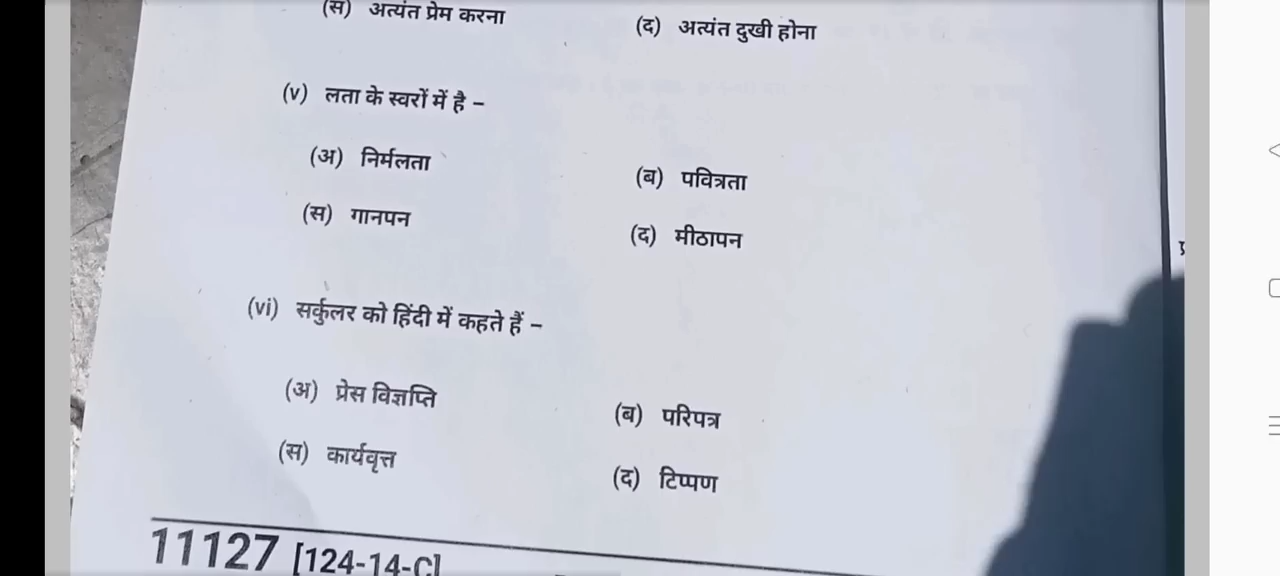 (स) अत्यंत प्रेम करना
(द) अत्यंत दुखी होना
(v) लता के स्वरों में है –
(अ) निर्मलता
(ब) पवित्रता
(स) गानपन
(द) मीठापन
(vi) सर्कुलर को हिंदी में कहते हैं –
(अ) प्रेस विज्ञप्ति
(ब) परिपत्र
(स) कार्यवृत्त
(द) टिप्पण
11127 [124-14-C]